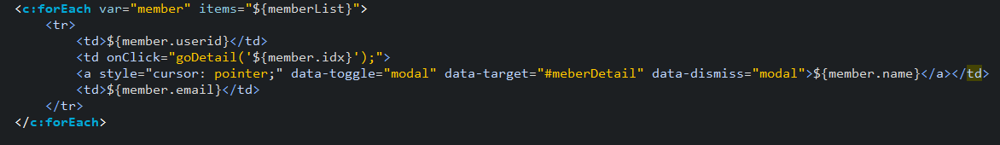 <c:forEach var="member" items="${memberList}">
<tr>
<td>${member.userid}</td>
<td onClick="goDetail('${member.idx}');">
<a style="cursor: pointer;" data-toggle="modal" data-target="#meberDetail" data-dismiss="modal">${member.name}</a></td>
<td>${member.email}</td>
</tr>
</c:forEach>